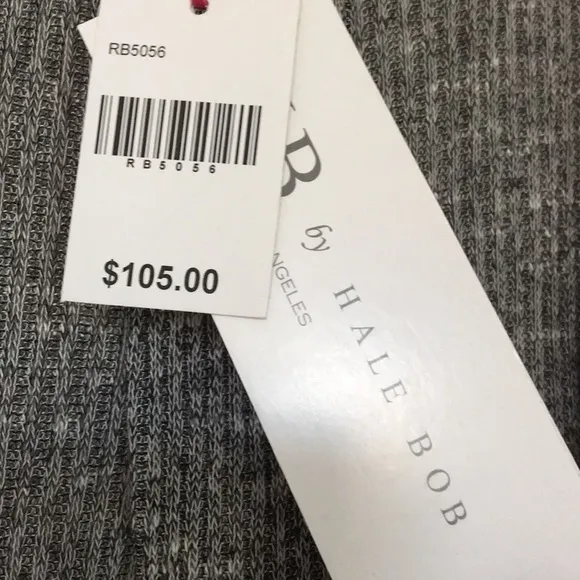 RB5056
RB5056
$105.00
B
by
HALE BOB
NGELES